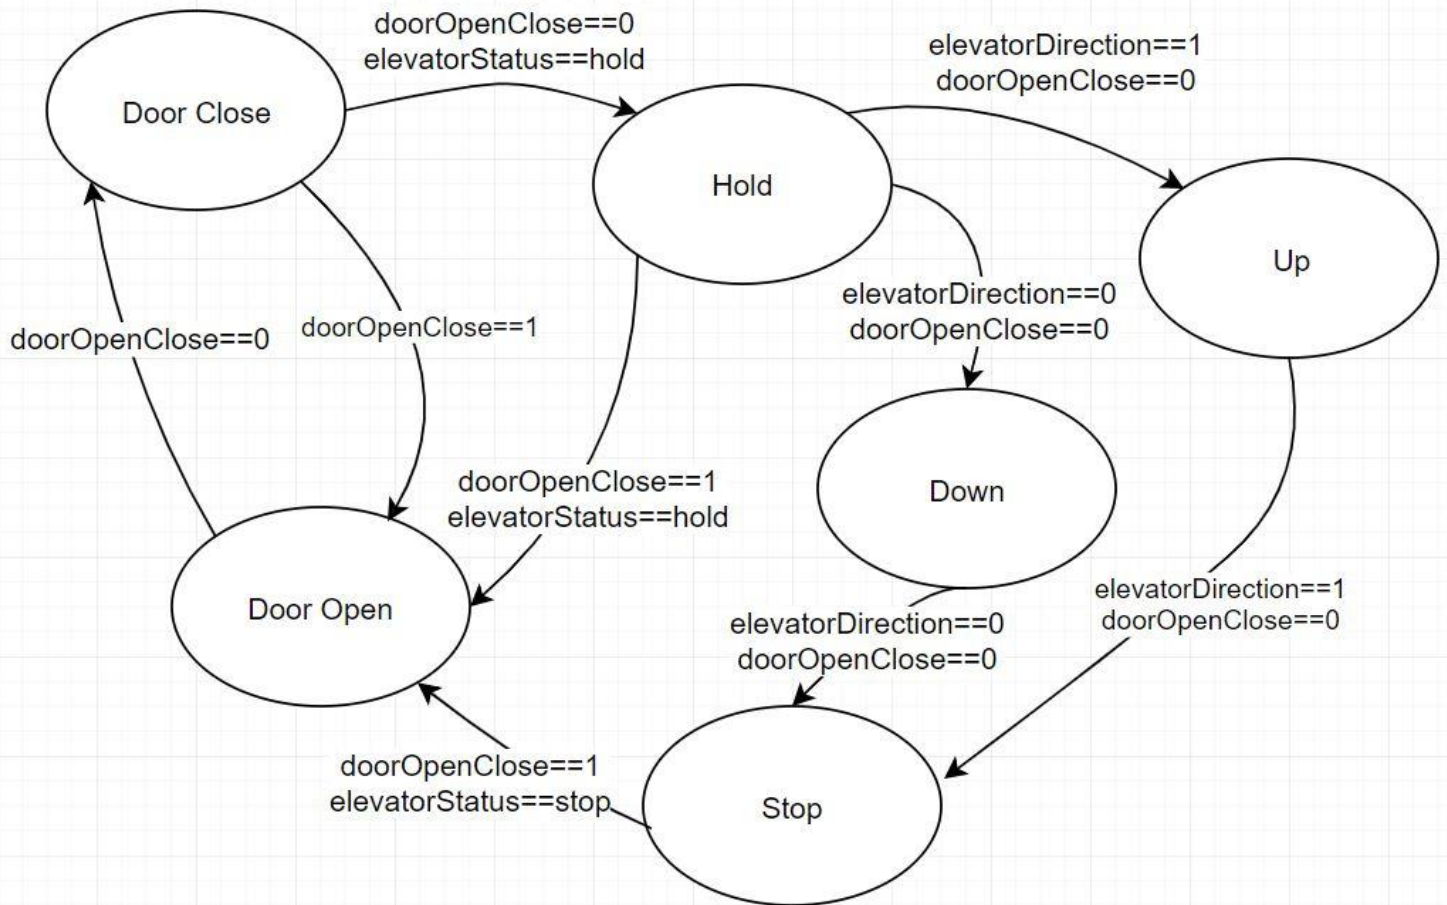 doorOpenClose==0
elevatorStatus==hold
elevatorDirection==1
doorOpenClose==0
Door Close
Hold
Up
elevatorDirection==0
doorOpenClose==0
doorOpenClose==0
doorOpenClose==1
doorOpenClose==1
elevatorStatus==hold
Down
Door Open
elevatorDirection==1
doorOpenClose==0
elevatorDirection==0
doorOpenClose==0
doorOpenClose==1
elevatorStatus==stop
Stop